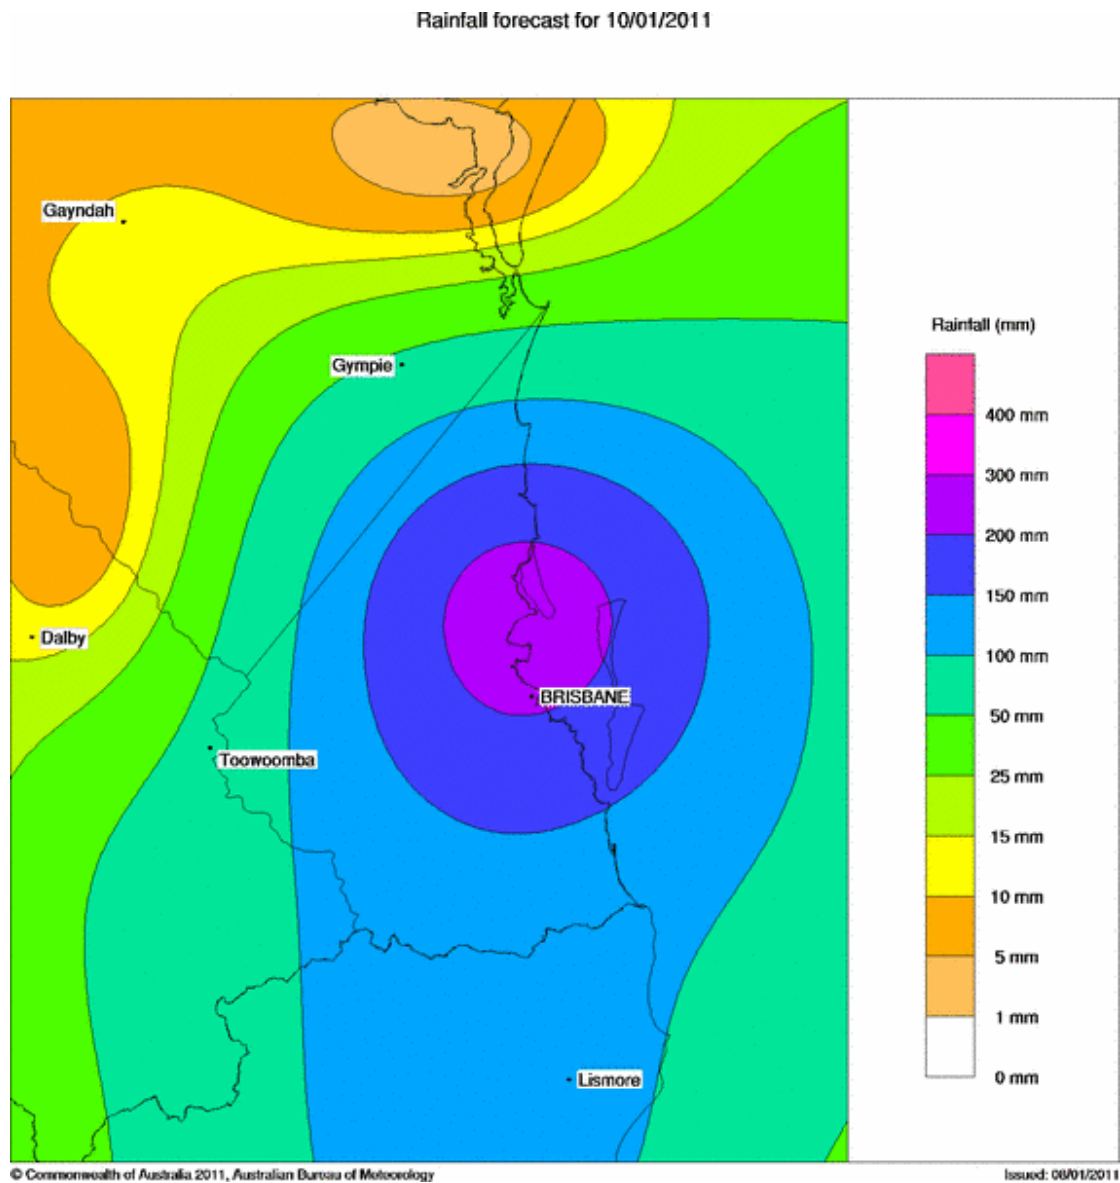 Rainfall forecast for 10/01/2011
Gayndah
Gympie
Dalby
BRISBANE
Toowoomba
Lismore
Rainfall (mm)
400 mm
300 mm
200 mm
150 mm
100 mm
50 mm
25 mm
15 mm
10 mm
5 mm
1 mm
0 mm
© Commonwealth of Australia 2011, Australian Bureau of Meteorology
Issued: 08/01/2011